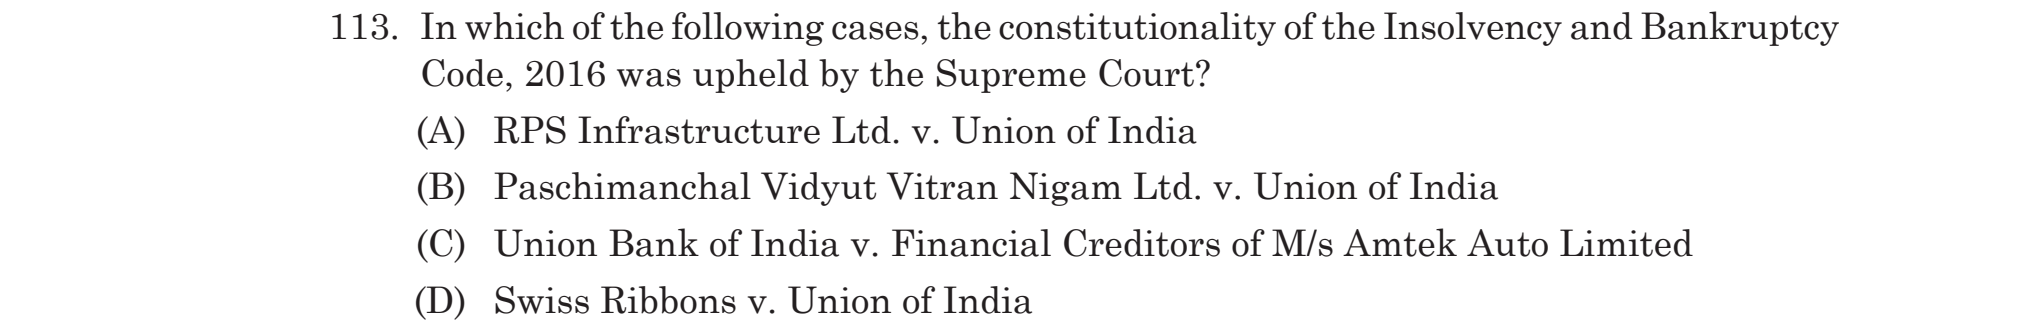 113. In which of the following cases, the constitutionality of the Insolvency and Bankruptcy
Code, 2016 was upheld by the Supreme Court?
(A) RPS Infrastructure Ltd. v. Union of India
(B) Paschimanchal Vidyut Vitran Nigam Ltd. v. Union of India
(C) Union Bank of India v. Financial Creditors of M/s Amtek Auto Limited
(D) Swiss Ribbons v. Union of India